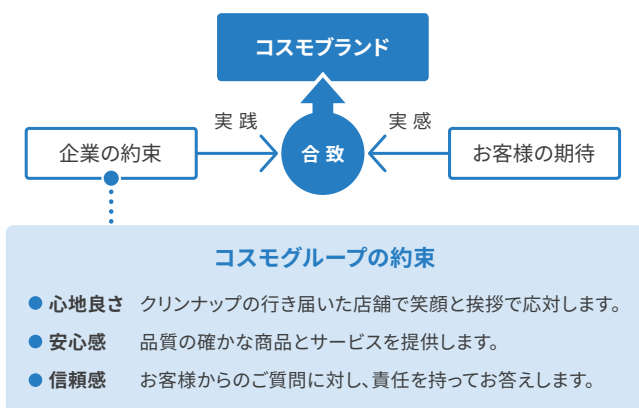 コスモブランド
実践
実感
企業の約束
合致
お客様の期待
コスモグループの約束
● 心地良さ クリンナップの行き届いた店舗で笑顔と挨拶で応対します。
● 安心感 品質の確かな商品とサービスを提供します。
● 信頼感 お客様からのご質問に対し、責任を持ってお答えします。